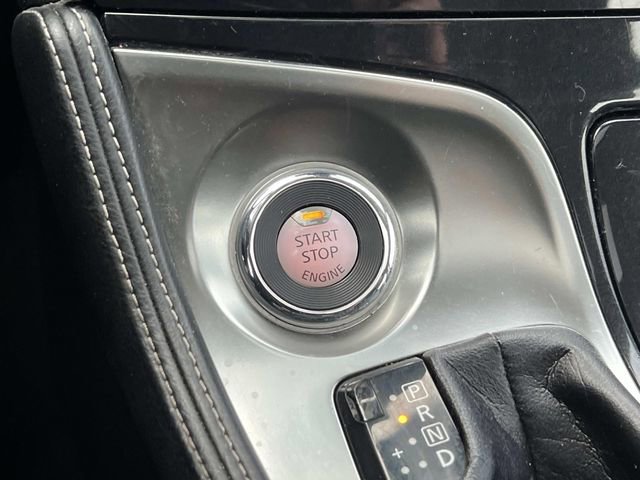 START
STOP
ENGINE
P
R
N
+ D